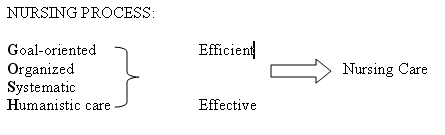 NURSING PROCESS:
Goal-oriented Efficient
Organized
Systematic
Humanistic care Effective
Nursing Care